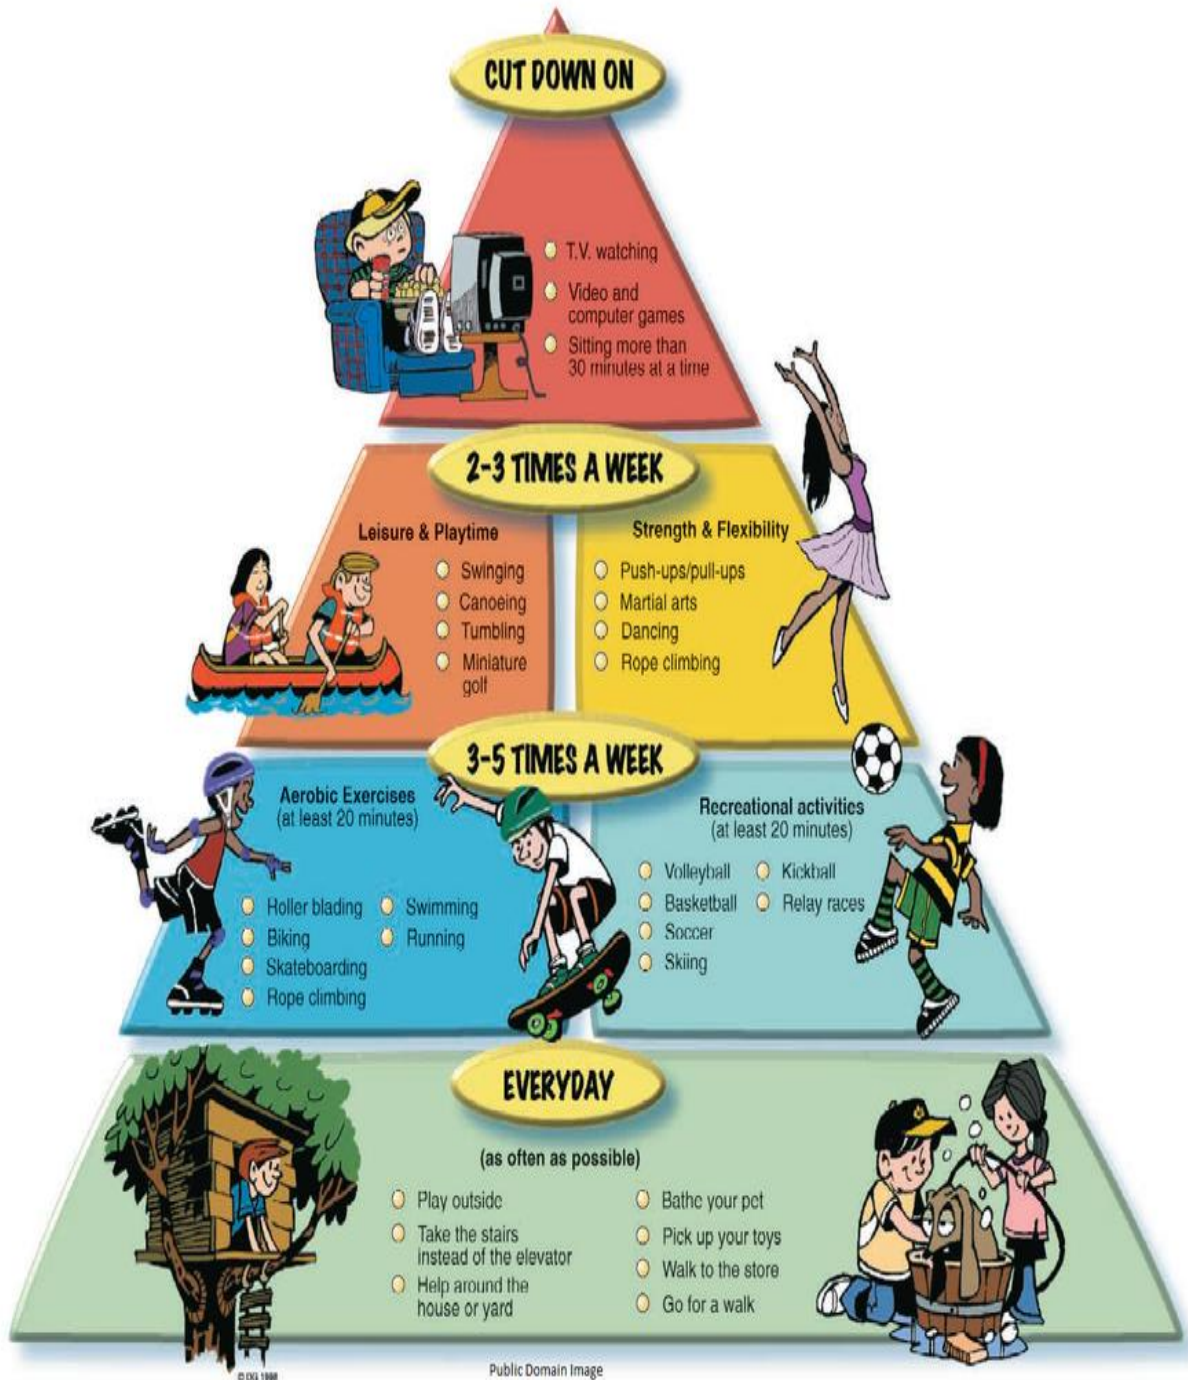 CUT DOWN ON
T.V. watching
Video and
computer games
Sitting more than
30 minutes at a time
2-3 TIMES A WEEK
Leisure & Playtime
Swinging
Canoeing
Tumbling
Miniature
golf
Strength & Flexibility
Push-ups/pull-ups
Martial arts
Dancing
Rope climbing
3-5 TIMES A WEEK
Aerobic Exercises
(at least 20 minutes)
Roller blading
Biking
Skateboarding
Rope climbing
Swimming
Running
Recreational activities
(at least 20 minutes)
Volleyball
Basketball
Soccer
Skiing
Kickball
Relay races
EVERYDAY
(as often as possible)
Play outside
Take the stairs
instead of the elevator
Help around the
house or yard
Bathe your pet
Pick up your toys
Walk to the store
Go for a walk
Public Domain Image